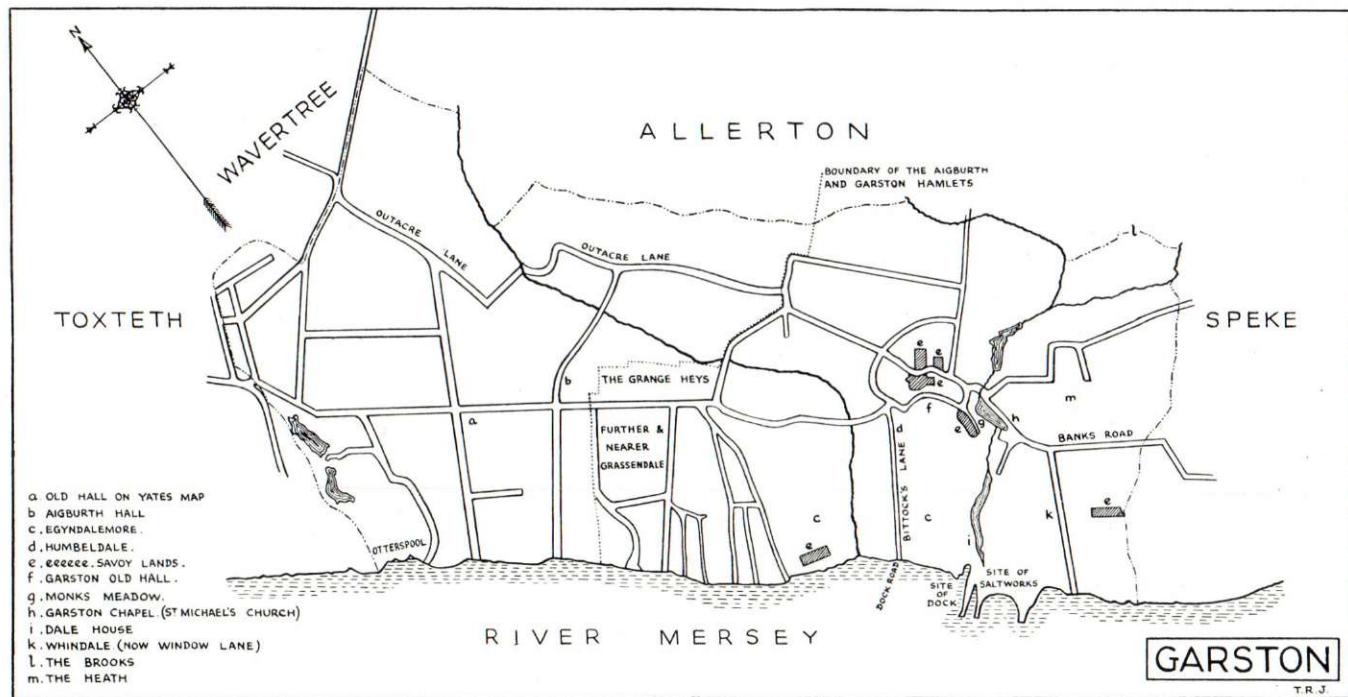 N
WAVERTREE
ALLERTON
BOUNDARY OF THE AIGBURTH
AND GARSTON HAMLETS
OUTACRE
LANE
OUTACRE LANE
l
TOXTETH
SPEKE
e
e
e
b
THE GRANGE HEYS
m
a
f
h
g
e
d
FURTHER &
NEARER
GRASSENDALE
BANKS ROAD
BITTOCK'S LANE
c
c
k
e
e
i
OTTERSPOOL
DOCK ROAD
SITE
OF
DOCK
SITE OF
SALTWORKS
a OLD HALL ON YATES MAP
b AIGBURTH HALL
c. EGYNDALEMORE.
d. HUMBELDALE.
e. eeeeee. SAVOY LANDS.
f. GARSTON OLD HALL.
g. MONKS MEADOW.
h. GARSTON CHAPEL. (ST MICHAEL'S CHURCH)
i. DALE HOUSE
k. WHINDALE. (NOW WINDOW LANE)
l. THE BROOKS
m. THE HEATH
RIVER MERSEY
GARSTON
T.R.J.